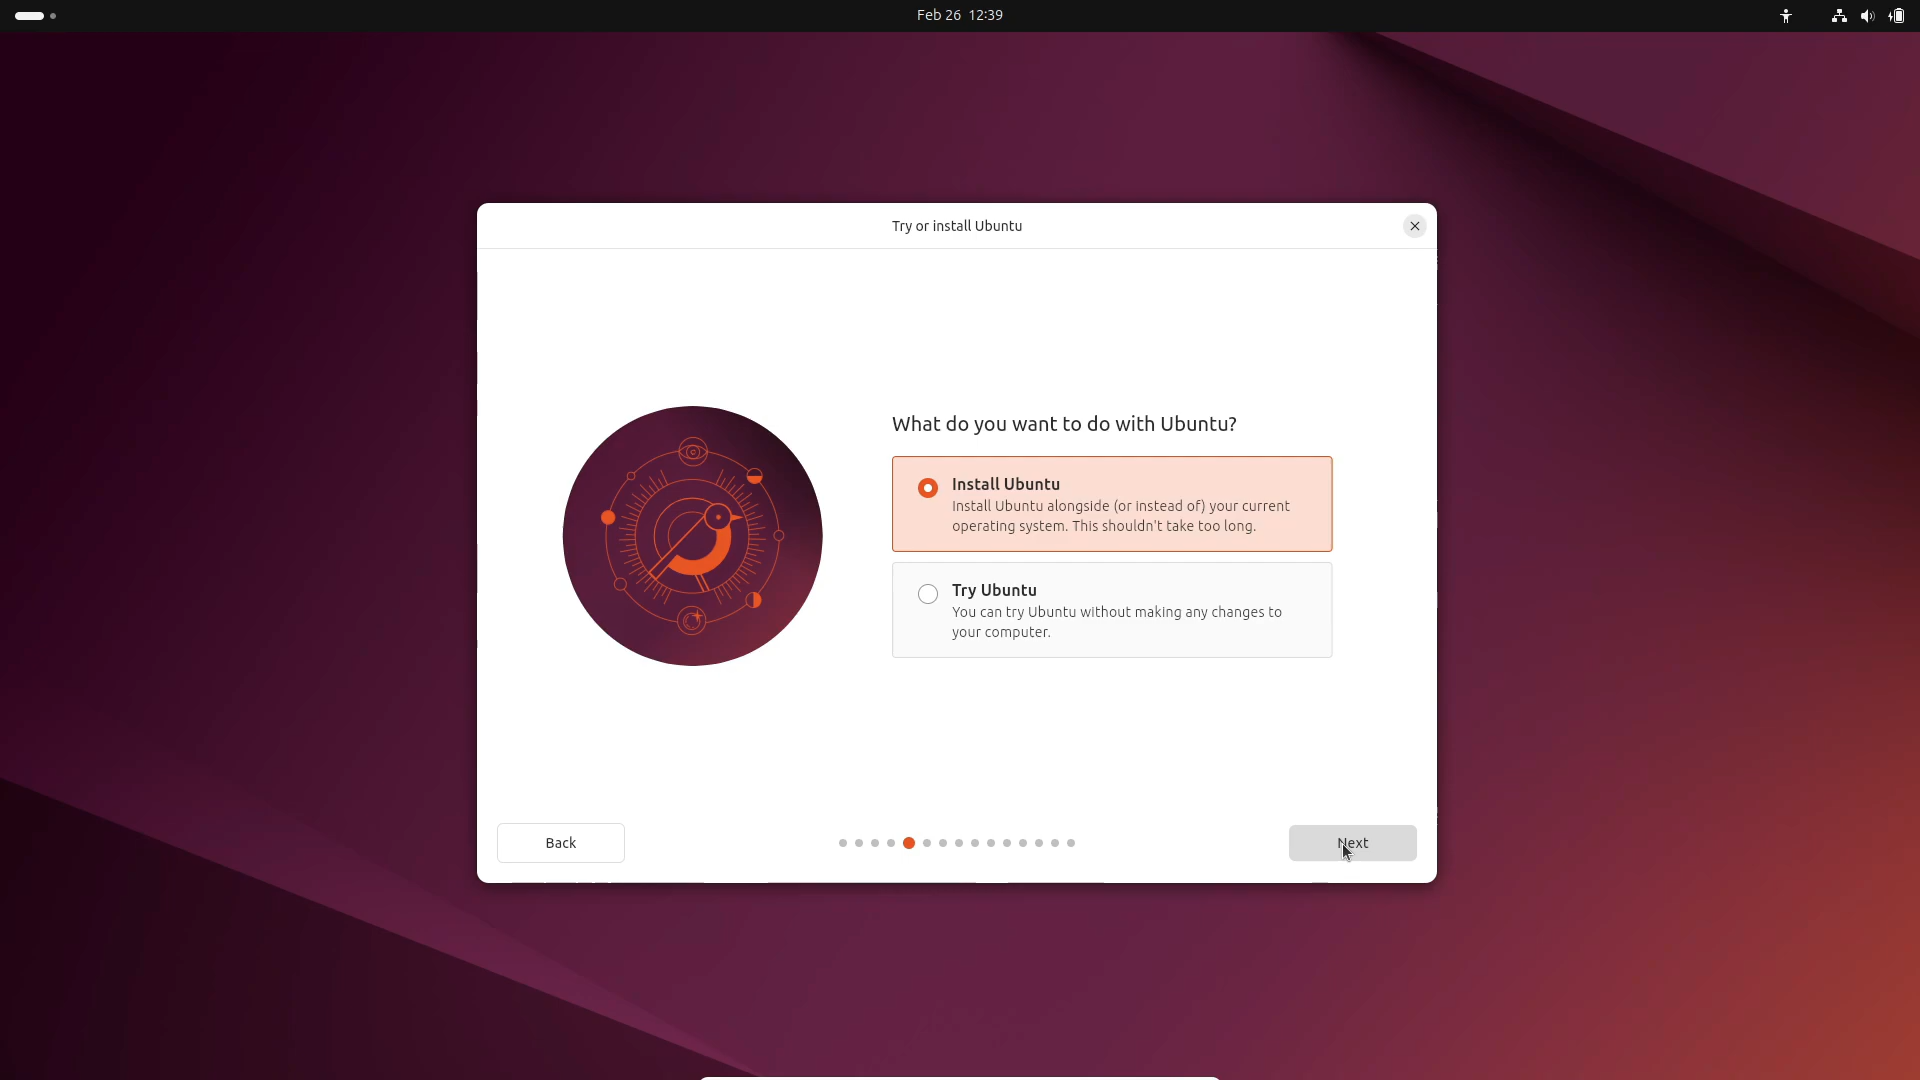 Feb 26 12:39
Try or install Ubuntu
What do you want to do with Ubuntu?
Install Ubuntu
Install Ubuntu alongside (or instead of) your current
operating system. This shouldn't take too long.
Try Ubuntu
You can try Ubuntu without making any changes to
your computer.
Back
Next